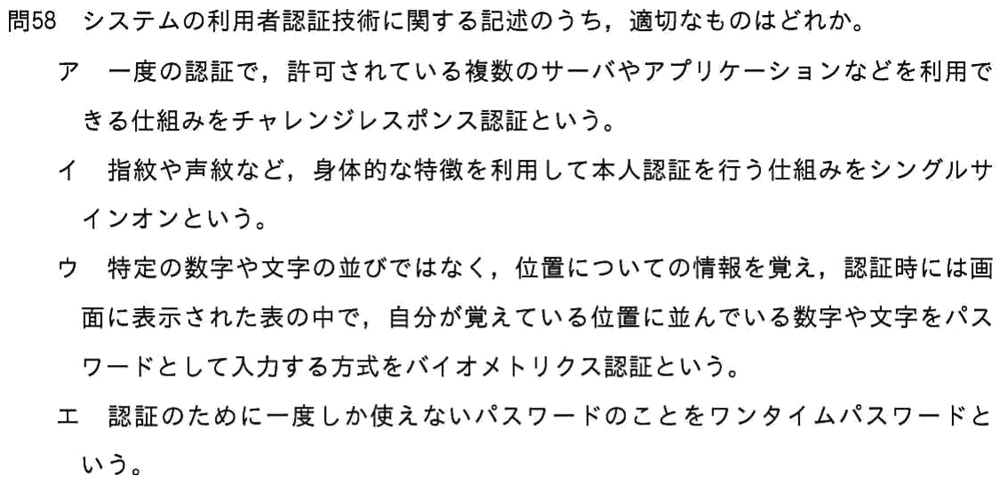 問58 システムの利用者認証技術に関する記述のうち，適切なものはどれか。
ア 一度の認証で，許可されている複数のサーバやアプリケーションなどを利用で
きる仕組みをチャレンジレスポンス認証という。
イ 指紋や声紋など，身体的な特徴を利用して本人認証を行う仕組みをシングルサ
インオンという。
ウ 特定の数字や文字の並びではなく，位置についての情報を覚え，認証時には画
面に表示された表の中で，自分が覚えている位置に並んでいる数字や文字をパス
ワードとして入力する方式をバイオメトリクス認証という。
エ 認証のために一度しか使えないパスワードのことをワンタイムパスワードと
いう。